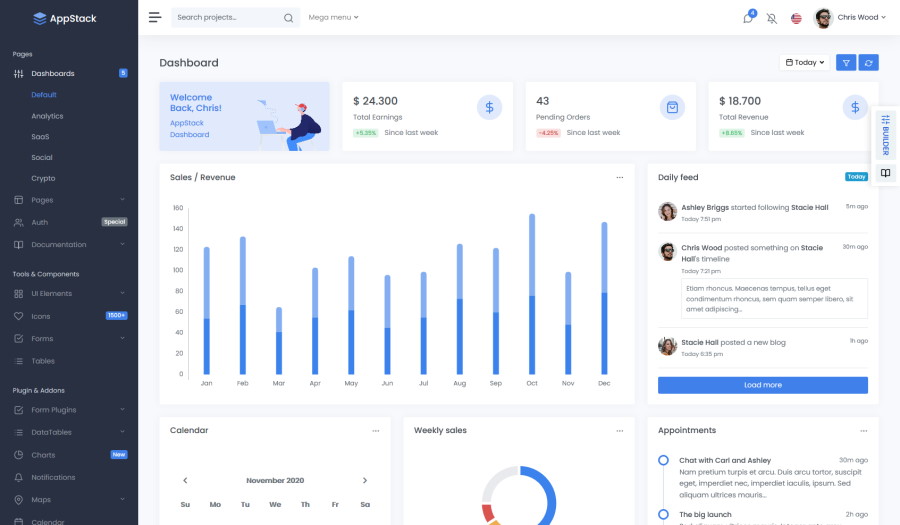 AppStack
Search projects...
Mega menu
4
Chris Wood
Pages
Dashboards
5
Default
Analytics
SaaS
Social
Crypto
Pages
Auth
Special
Documentation
Tools & Components
UI Elements
Icons
1500+
Forms
Tables
Plugin & Addons
Form Plugins
DataTables
Charts
New
Notifications
Maps
Calendar
Dashboard
Today
Welcome
Back, Chris!
AppStack
Dashboard
$ 24.300
Total Earnings
+5.35% Since last week
43
Pending Orders
-4.25% Since last week
$ 18.700
Total Revenue
+8.65% Since last week
BUILDER
Sales / Revenue
160
140
120
100
80
60
40
20
0
Jan Feb Mar Apr May Jun Jul Aug Sep Oct Nov Dec
Daily feed
Today
Ashley Briggs started following Stacie Hall
5m ago
Today 7:51 pm
Chris Wood posted something on Stacie
30m ago
Hall's timeline
Today 7:21 pm
Etiam rhoncus. Maecenas tempus, tellus eget
condimentum rhoncus, sem quam semper libero, sit
amet adipiscing...
Stacie Hall posted a new blog
1h ago
Today 6:35 pm
Load more
Calendar
November 2020
Su Mo Tu We Th Fr Sa
Weekly sales
Appointments
Chat with Carl and Ashley
30m ago
Nam pretium turpis et arcu. Duis arcu tortor, suscipit
eget, imperdiet nec, imperdiet iaculis, ipsum. Sed
aliquam ultrices mauris...
The big launch
2h ago